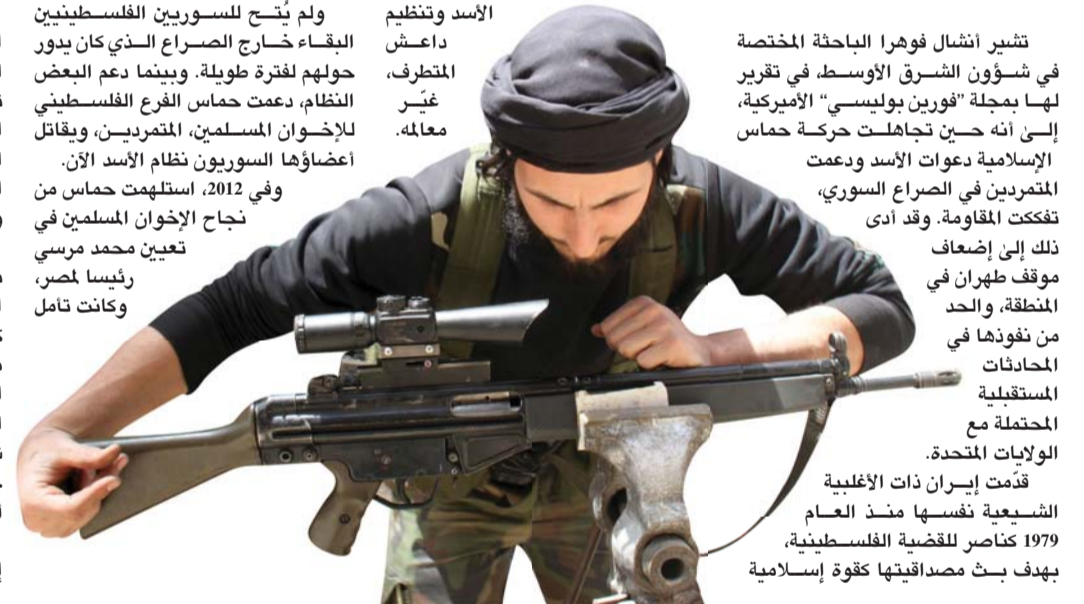 تشير أنشال فوهرا الباحثة المختصة
في شؤون الشرق الأوسط، في تقرير
لها بمجلة ”فورين بوليسي“ الأميركية،
إلى أنه حين تجاهلت حركة حماس
الإسلامية دعوات الأسد ودعمت
المتمردين في الصراع السوري،
تفككت المقاومة. وقد أدى
ذلك إلى إضعاف
موقف طهران في
المنطقة، والحد
من نفوذها في
المحادثات
المستقبلية
المحتملة مع
الولايات المتحدة.
قدّمت إيران ذات الأغلبية
الشيعية نفسها منذ العام
1979 كناصر للقضية الفلسطينية،
بهدف بث مصداقيتها كقوة إسلامية
الأسد وتنظيم
داعش
المتطرف،
غيّر
معالمه.
ولم يُتح للسوريين الفلسطينيين
البقاء خارج الصراع الذي كان يدور
حولهم لفترة طويلة. وبينما دعم البعض
النظام، دعمت حماس الفرع الفلسطيني
للإخوان المسلمين، المتمردين، ويقاتل
أعضاؤها السوريون نظام الأسد الآن.
وفي 2012، استلهمت حماس من
نجاح الإخوان المسلمين في
تعيين محمد مرسي
رئيسا لمصر،
وكانت تأمل